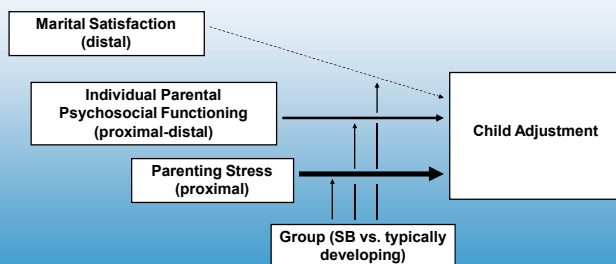 Marital Satisfaction
(distal)
Individual Parental
Psychosocial Functioning
(proximal-distal)
Child Adjustment
Parenting Stress
(proximal)
Group (SB vs. typically
developing)